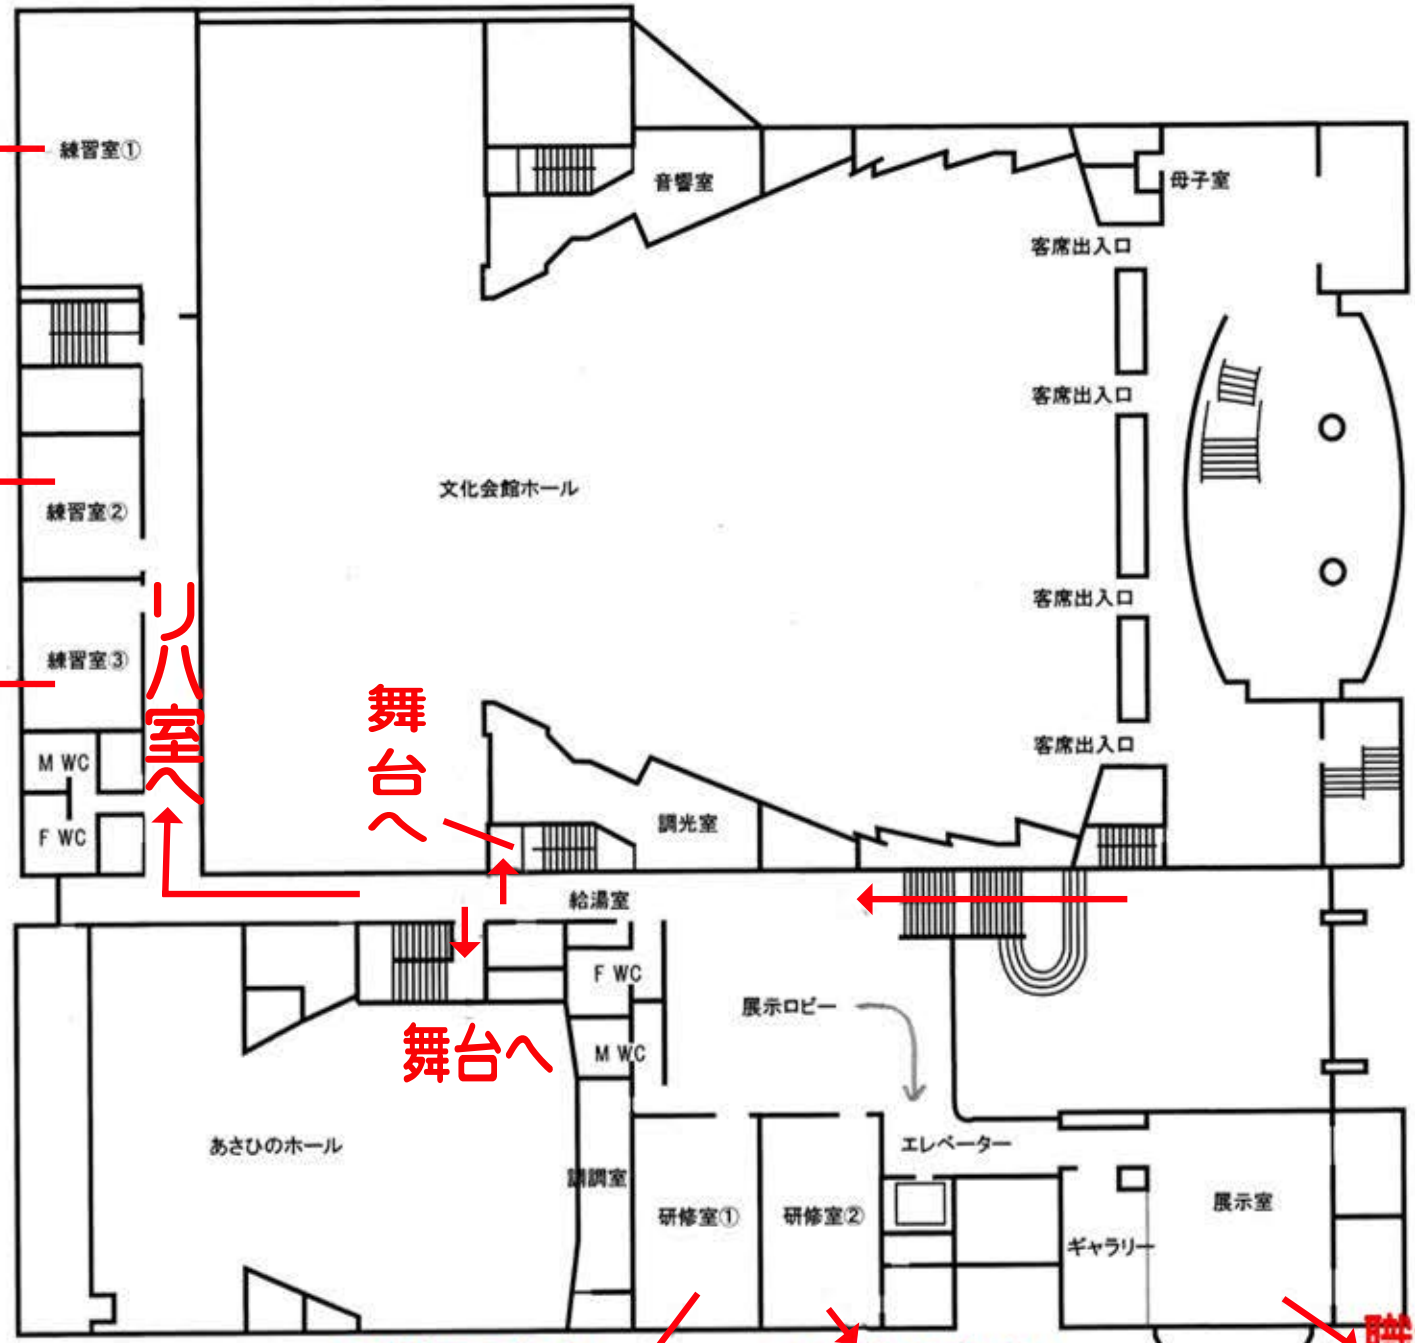 練習室①
音響室
母子室
客席出入口
客席出入口
文化会館ホール
練習室②
客席出入口
リハ室へ
練習室③
舞台へ
客席出入口
M WC
調光室
F WC
給湯室
F WC
展示ロビー
舞台へ
M WC
あさひのホール
エレベーター
調調室
研修室①
研修室②
展示室
ギャラリー